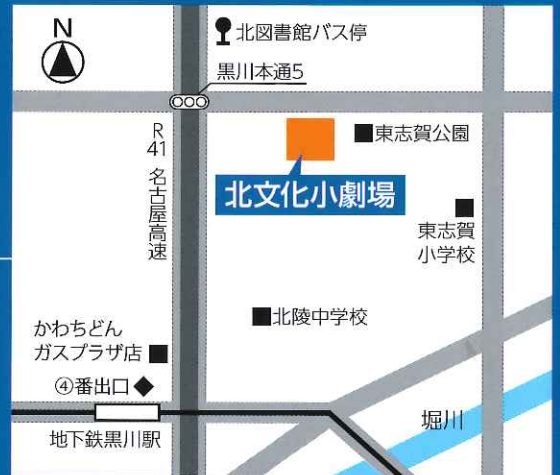 N
北図書館バス停
黒川本通5
東志賀公園
R
41
名古屋高速
北文化小劇場
東志賀
小学校
北陵中学校
かわちどん
ガスプラザ店
④番出口
地下鉄黒川駅
堀川